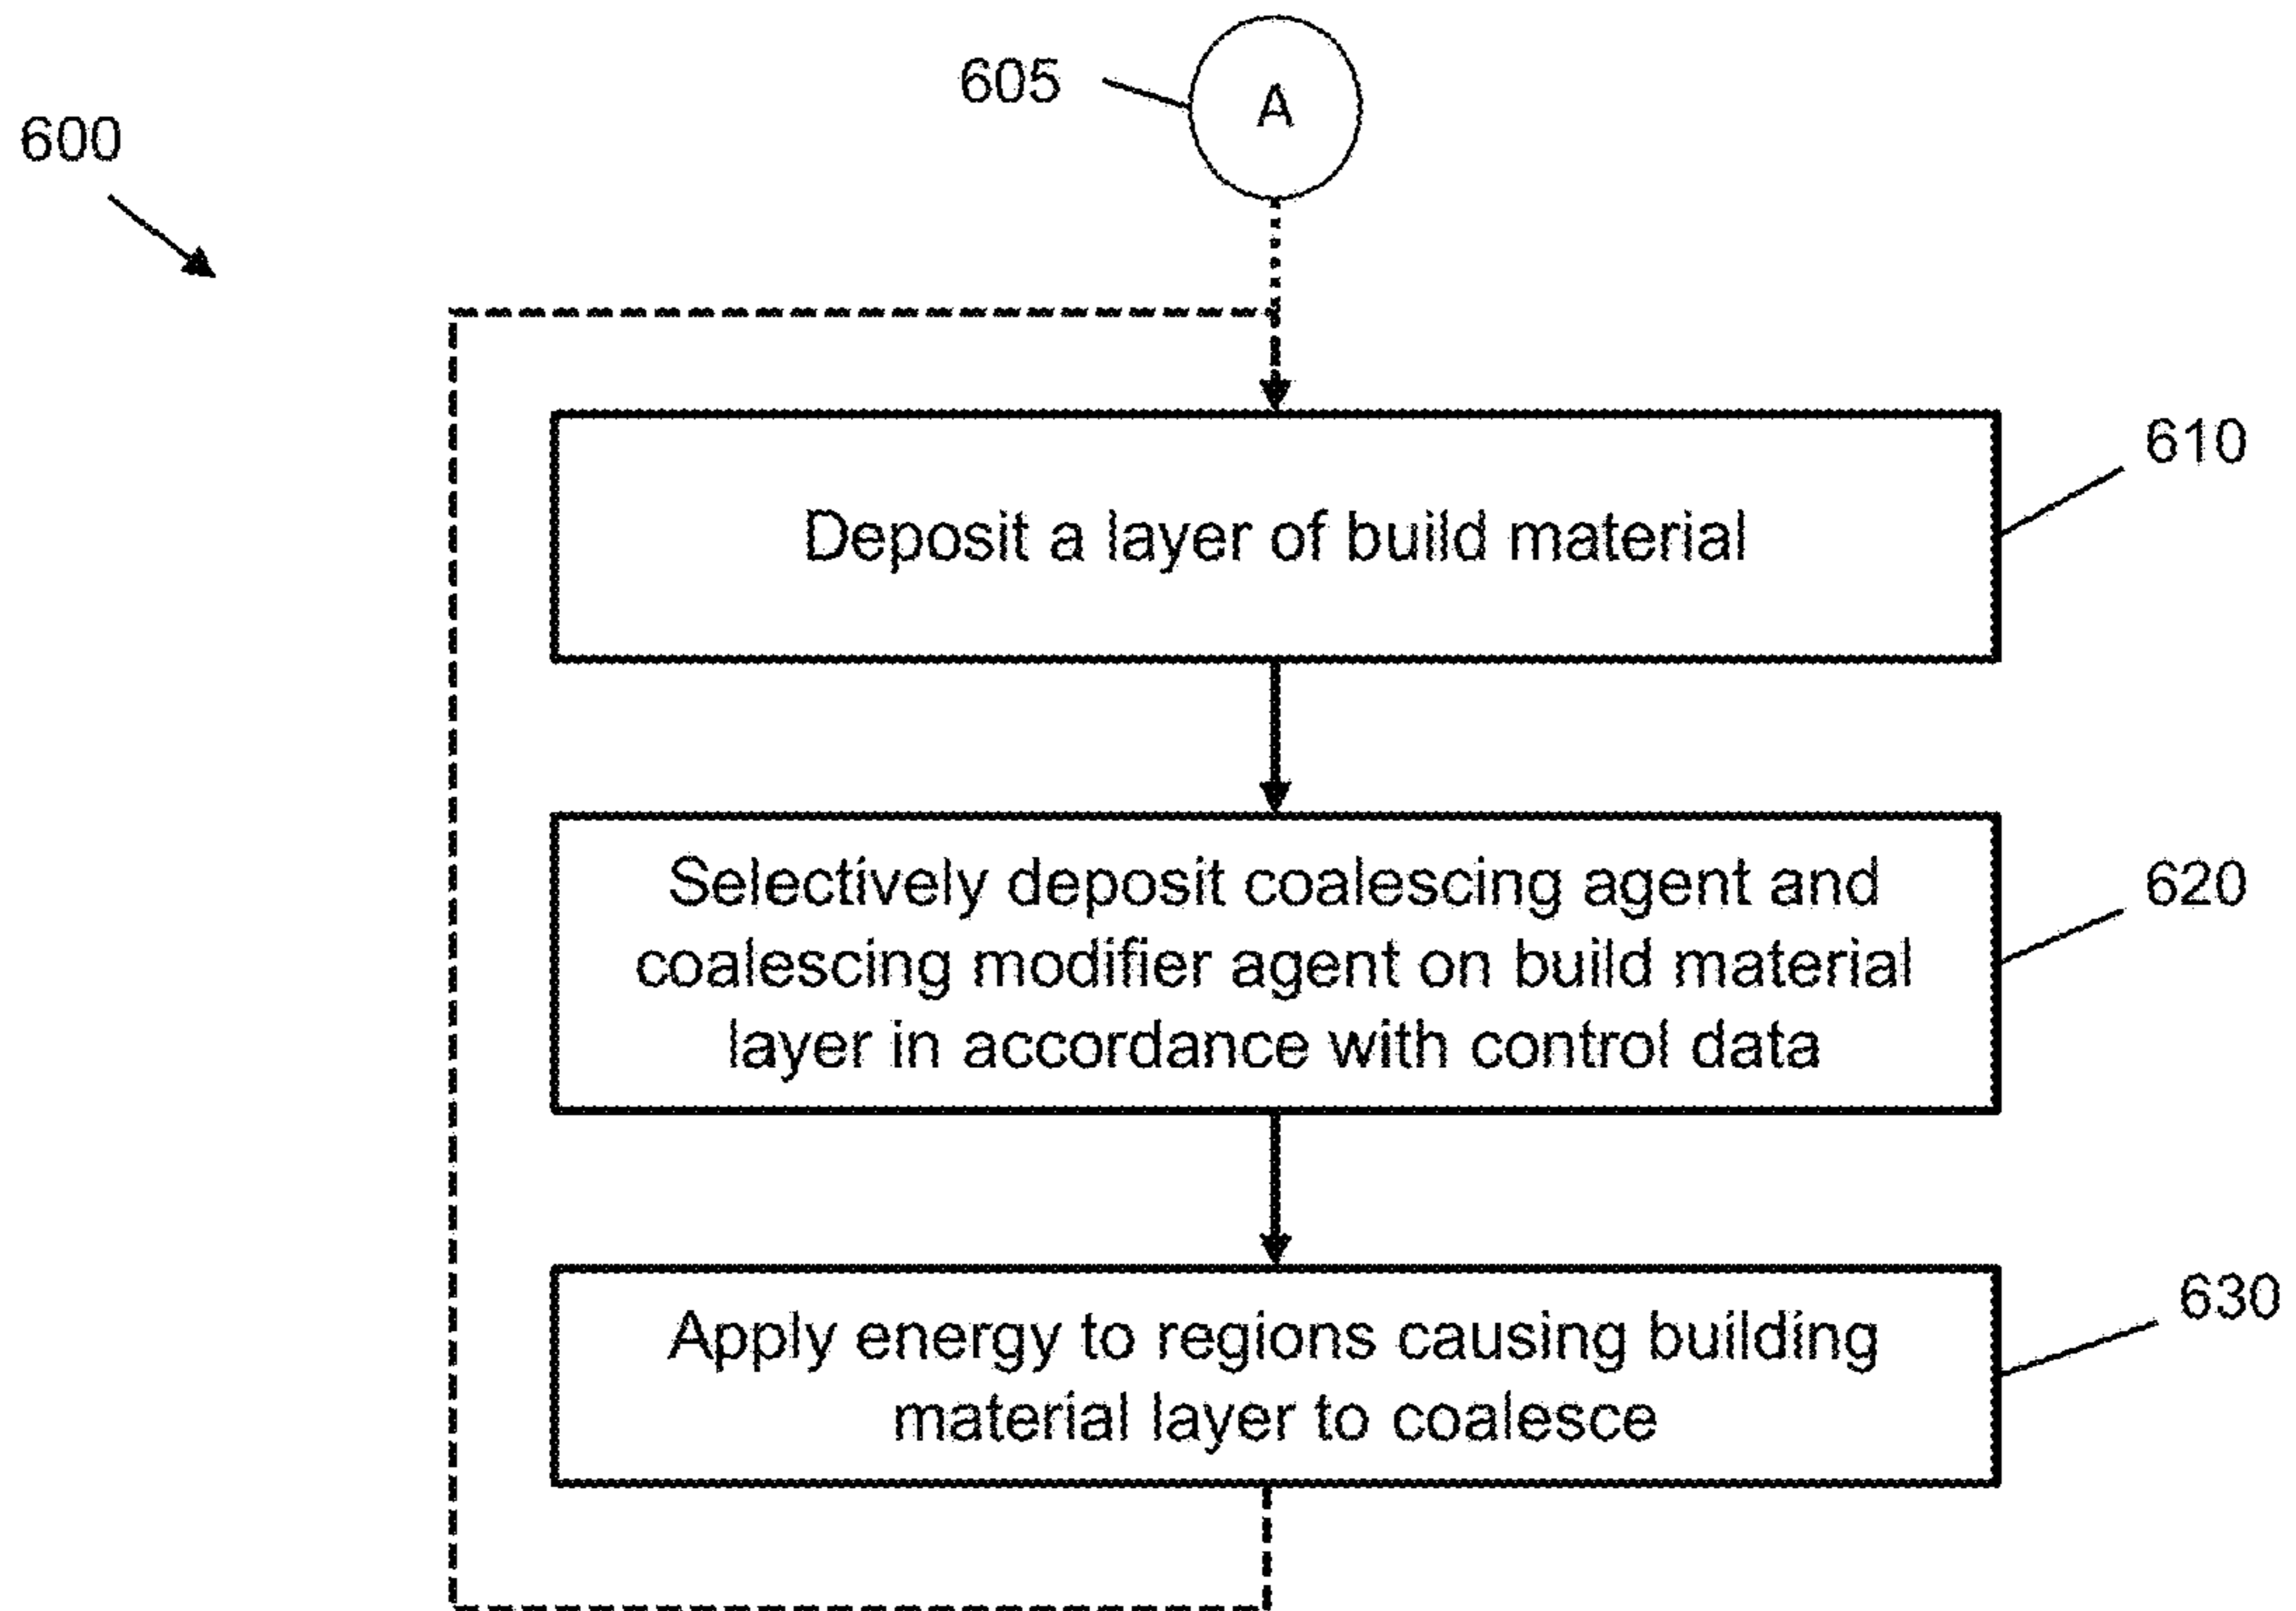 605
A
600
610
Deposit a layer of build material
620
Selectively deposit coalescing agent and
coalescing modifier agent on build material
layer in accordance with control data
630
Apply energy to regions causing building
material layer to coalesce